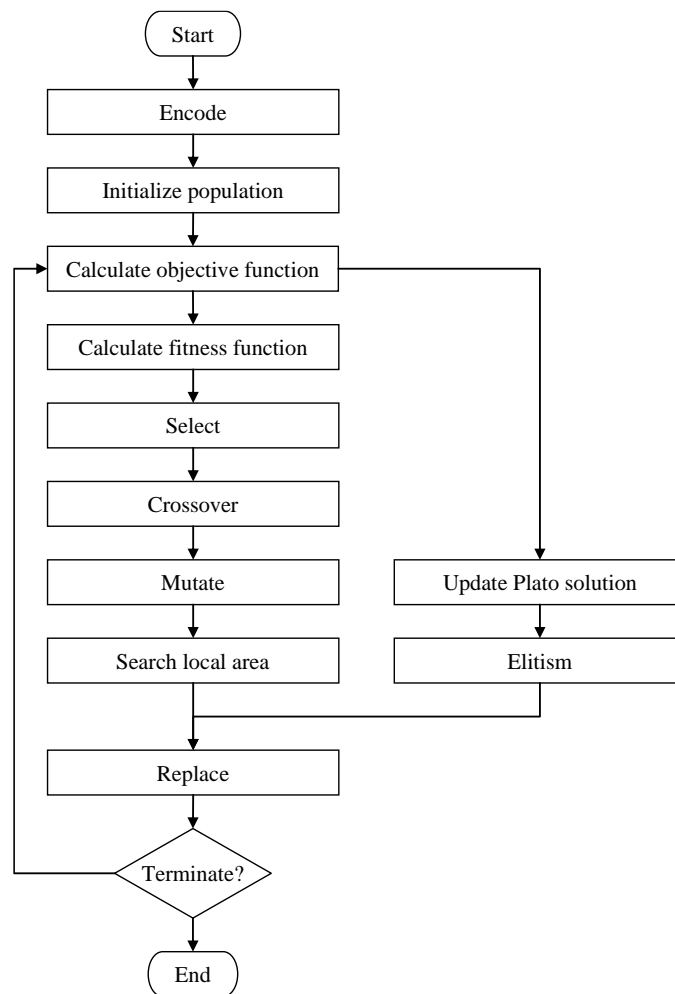 Start
Encode
Initialize population
Calculate objective function
Calculate fitness function
Select
Crossover
Mutate
Search local area
Update Plato solution
Elitism
Replace
Terminate?
End